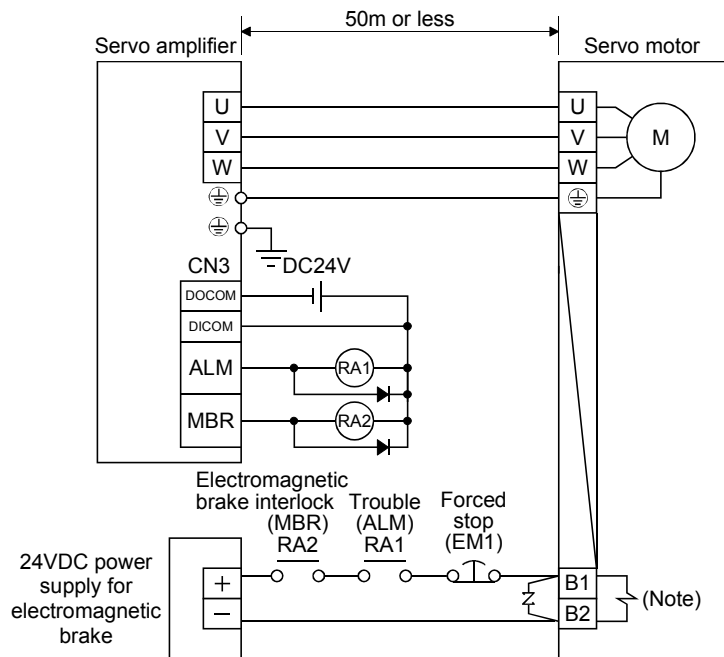 50m or less
Servo amplifier
Servo motor
U
U
V
V
M
W
W
CN3
DC24V
DOCOM
DICOM
ALM
RA1
MBR
RA2
Electromagnetic
brake interlock
(MBR)
RA2
Trouble
(ALM)
RA1
Forced
stop
(EM1)
24VDC power
supply for
electromagnetic
brake
+
−
B1
B2
(Note)